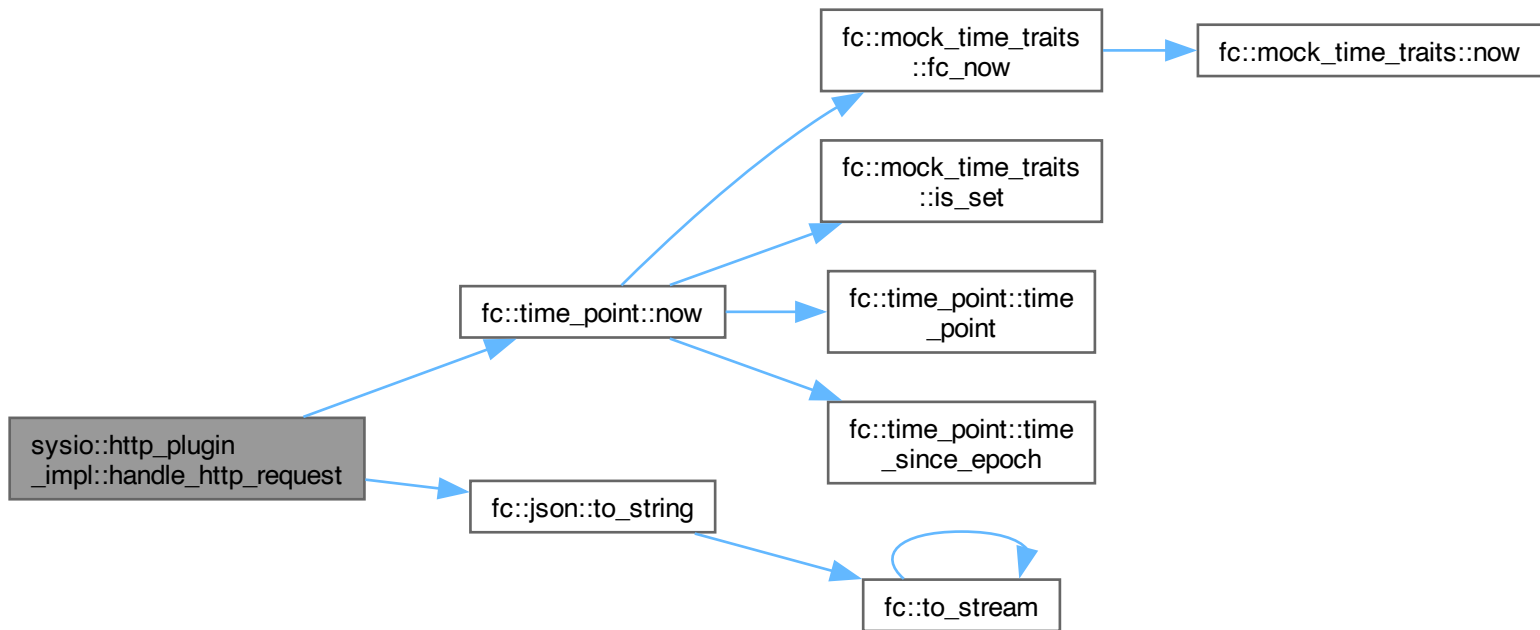 fc::mock_time_traits
::fc_now
fc::mock_time_traits::now
fc::mock_time_traits
::is_set
fc::time_point::now
fc::time_point::time
_point
fc::time_point::time
_since_epoch
sysio::http_plugin
_impl::handle_http_request
fc::json::to_string
fc::to_stream